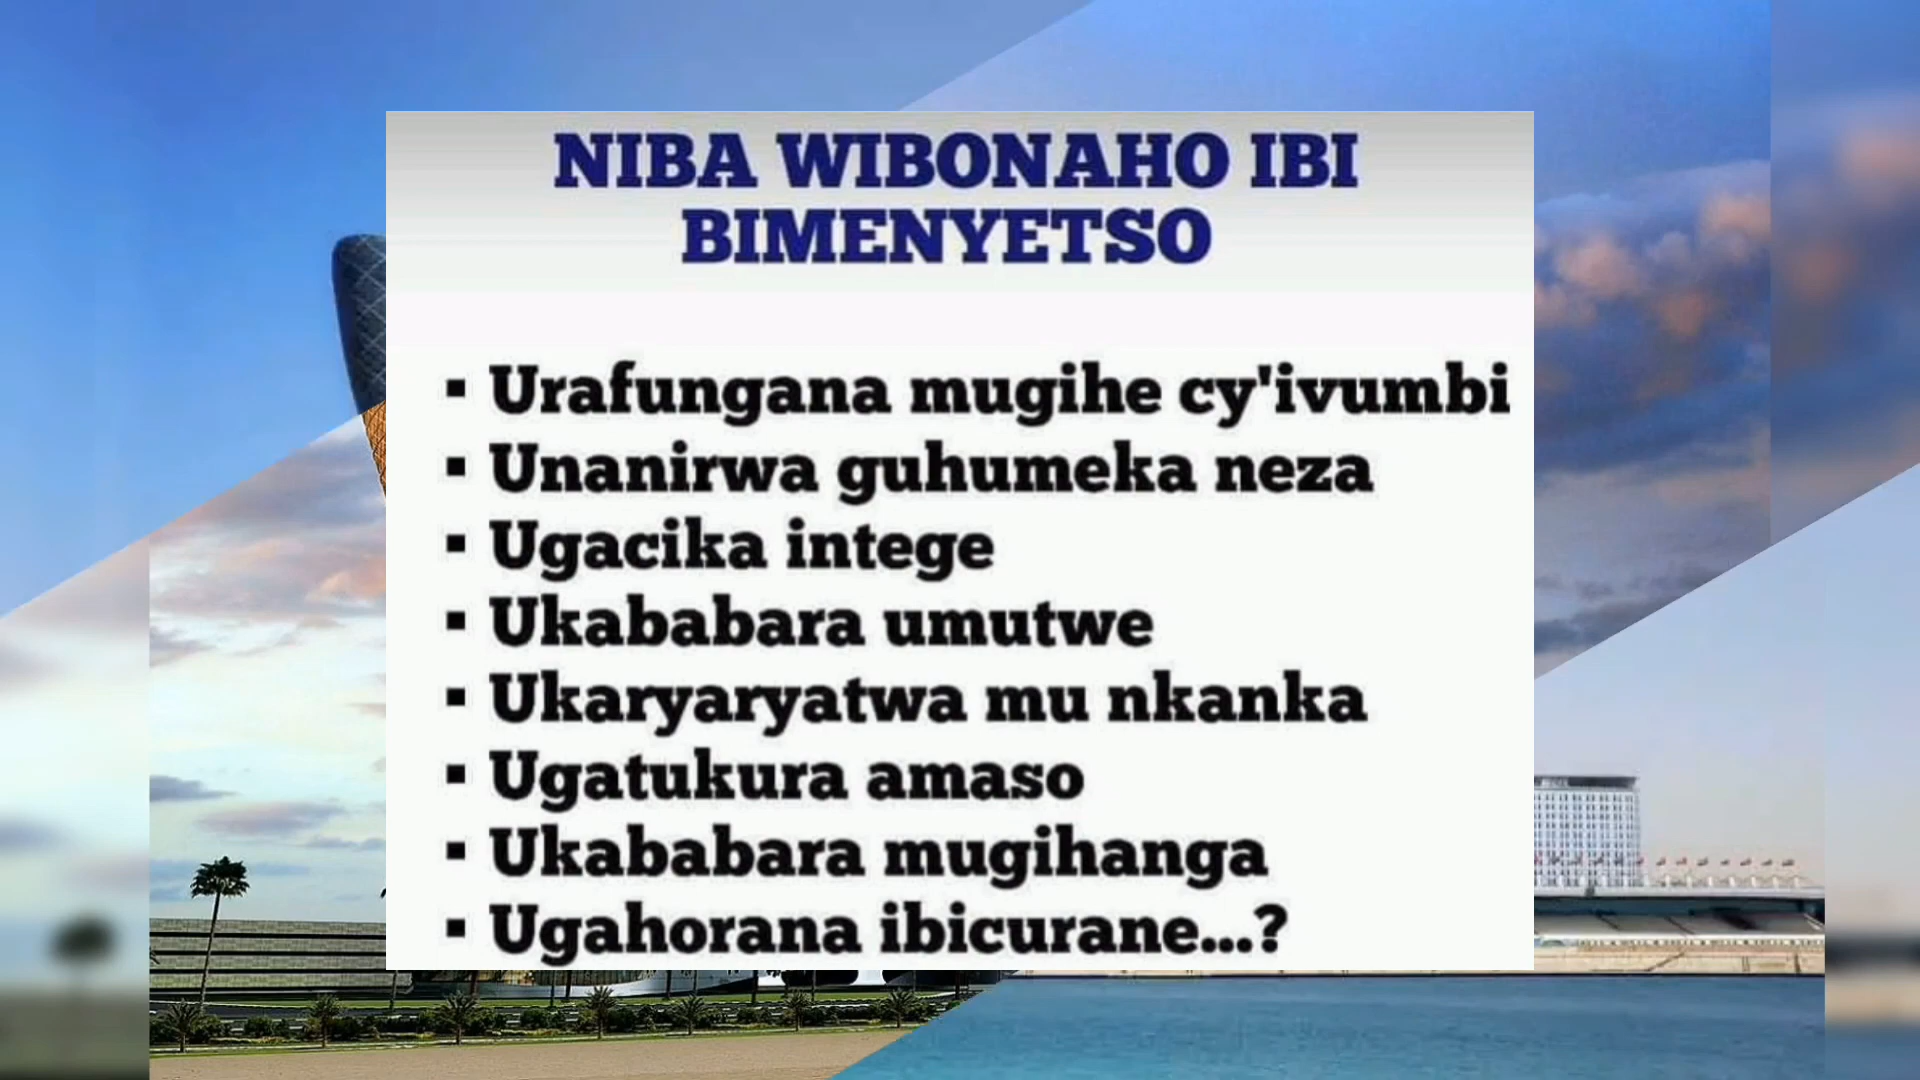 NIBA WIBONAHO IBI
BIMENYETSO
▪ Urafungana mugihe cy'ivumbi
▪ Unanirwa guhumeka neza
▪ Ugacika intege
▪ Ukababara umutwe
▪ Ukaryaryatwa mu nkanka
▪ Ugatukura amaso
▪ Ukababara mugihanga
▪ Ugahorana ibicurane...?